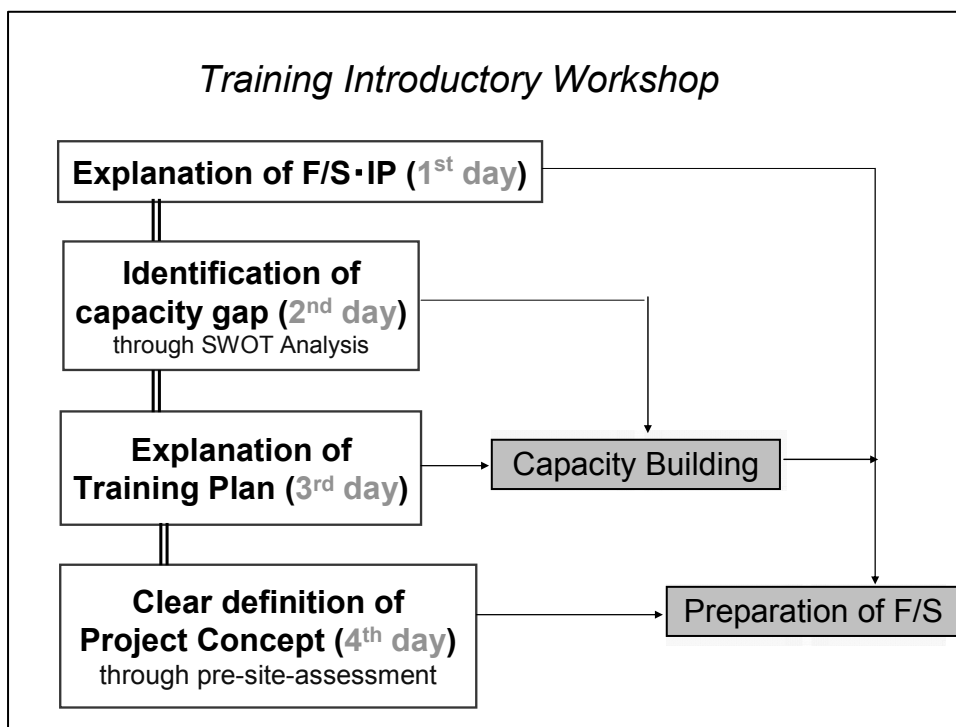 Training Introductory Workshop
Explanation of F/S・IP (1st day)
Identification of
capacity gap (2nd day)
through SWOT Analysis
Explanation of
Training Plan (3rd day)
Capacity Building
Clear definition of
Project Concept (4th day)
through pre-site-assessment
Preparation of F/S